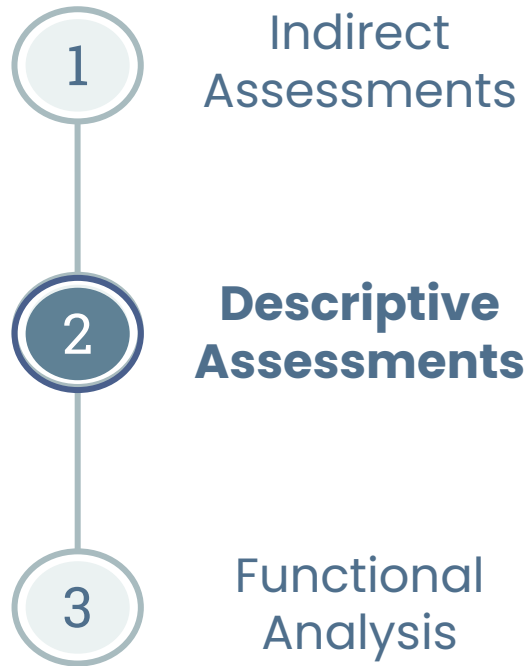 1
Indirect
Assessments
2
Descriptive
Assessments
3
Functional
Analysis